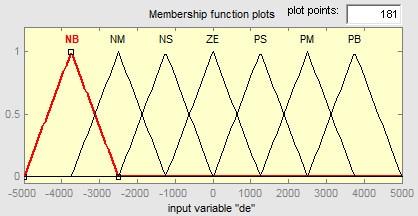 Membership function plots plot points: 181
NB NM NS ZE PS PM PB
1
0.5
0
-5000 -4000 -3000 -2000 -1000 0 1000 2000 3000 4000 5000
input variable "de"